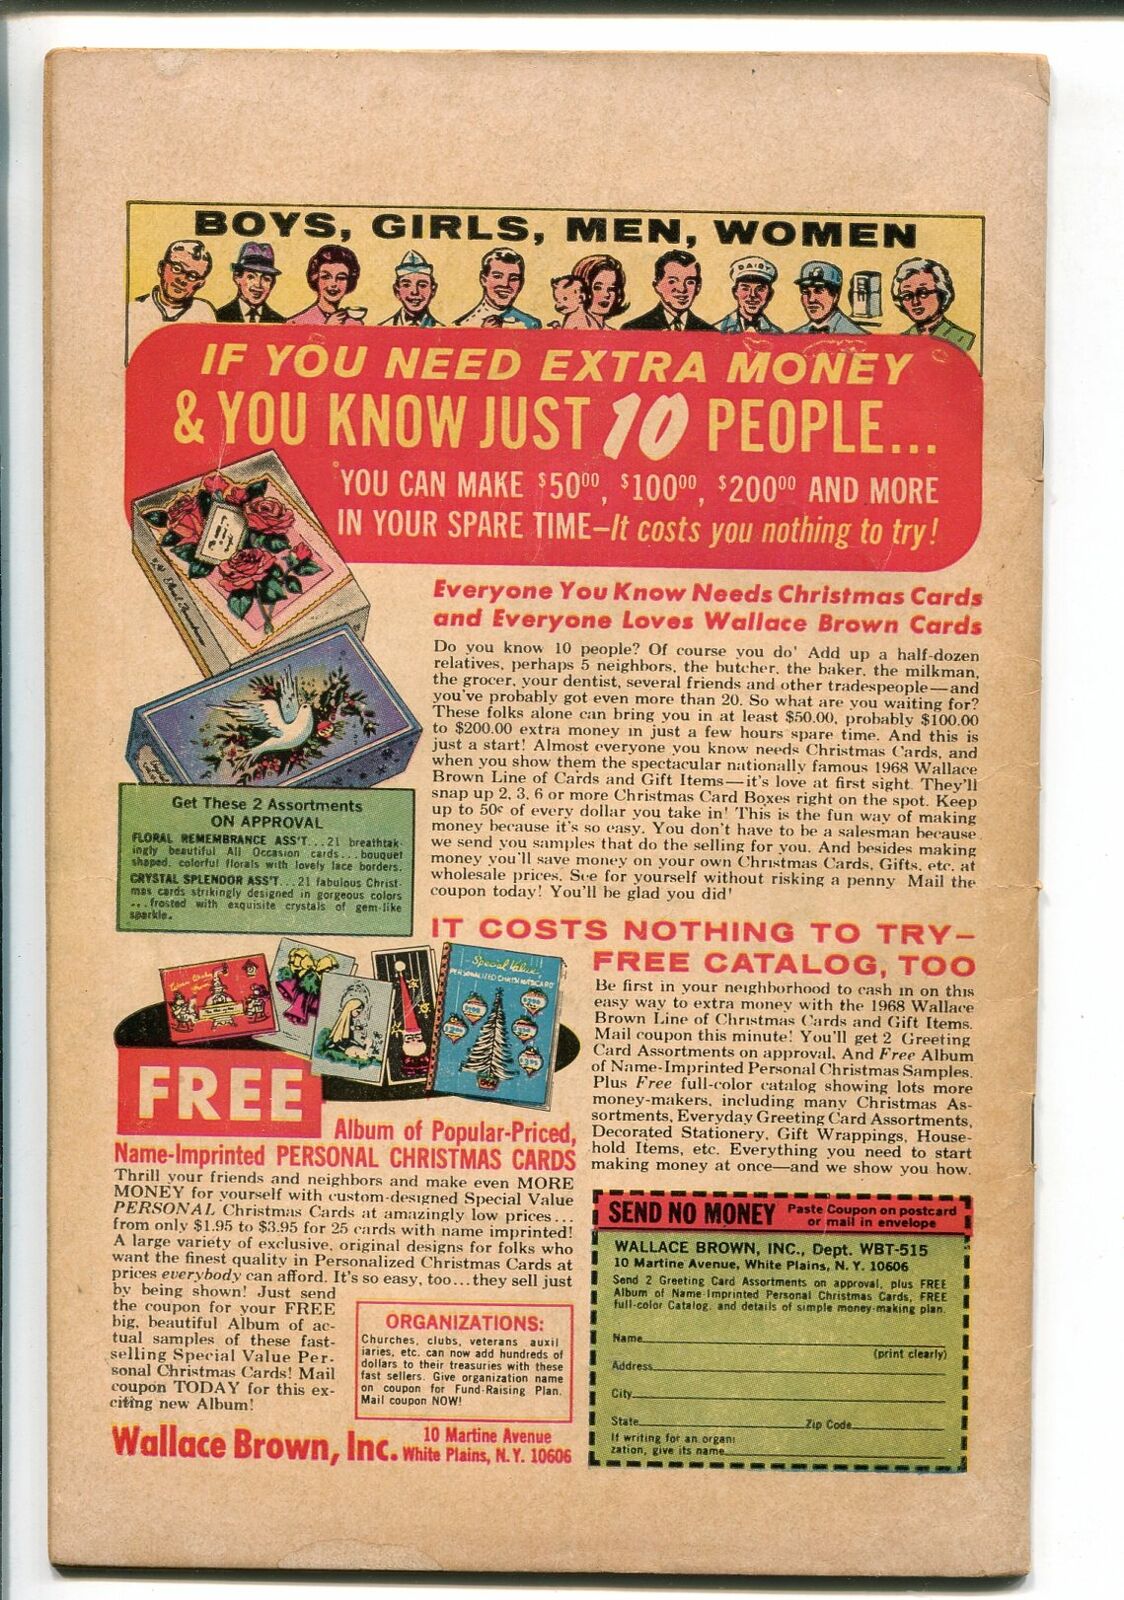 BOYS, GIRLS, MEN, WOMEN
DAIRY
IF YOU NEED EXTRA MONEY
& YOU KNOW JUST 10 PEOPLE...
YOU CAN MAKE $50⁰⁰, $100⁰⁰, $200⁰⁰ AND MORE
IN YOUR SPARE TIME—It costs you nothing to try!
Everyone You Know Needs Christmas Cards
and Everyone Loves Wallace Brown Cards
Do you know 10 people? Of course you do' Add up a half-dozen
relatives, perhaps 5 neighbors, the butcher, the baker, the milkman,
the grocer, your dentist, several friends and other tradespeople—and
you've probably got even more than 20. So what are you waiting for?
These folks alone can bring you in at least $50.00, probably $100.00
to $200.00 extra money in just a few hours spare time. And this is
just a start! Almost everyone you know needs Christmas Cards, and
when you show them the spectacular nationally famous 1968 Wallace
Brown Line of Cards and Gift Items—it's love at first sight. They'll
snap up 2, 3, 6 or more Christmas Card Boxes right on the spot. Keep
up to 50¢ of every dollar you take in! This is the fun way of making
money because it's so easy. You don't have to be a salesman because
we send you samples that do the selling for you. And besides making
money you'll save money on your own Christmas Cards, Gifts, etc. at
wholesale prices. See for yourself without risking a penny Mail the
coupon today! You'll be glad you did'
Get These 2 Assortments
ON APPROVAL
FLORAL REMEMBRANCE ASS'T...21 breathtak-
ingly beautiful All Occasion cards...bouquet
shaped, colorful florals with lovely lace borders.
CRYSTAL SPLENDOR ASS'T...21 fabulous Christ-
mas cards strikingly designed in gorgeous colors
...frosted with exquisite crystals of gem-like
sparkle.
IT COSTS NOTHING TO TRY—
FREE CATALOG, TOO
Be first in your neighborhood to cash in on this
easy way to extra money with the 1968 Wallace
Brown Line of Christmas Cards and Gift Items.
Mail coupon this minute! You'll get 2 Greeting
Card Assortments on approval. And Free Album
of Name-Imprinted Personal Christmas Samples.
Plus Free full-color catalog showing lots more
money-makers, including many Christmas As-
sortments, Everyday Greeting Card Assortments,
Decorated Stationery, Gift Wrappings, House-
hold Items, etc. Everything you need to start
making money at once—and we show you how.
Special Value
PERSONALIZED CHRISTMAS CARDS
FREE
Album of Popular-Priced,
Name-Imprinted PERSONAL CHRISTMAS CARDS
Thrill your friends and neighbors and make even MORE
MONEY for yourself with custom-designed Special Value
PERSONAL Christmas Cards at amazingly low prices...
from only $1.95 to $3.95 for 25 cards with name imprinted!
A large variety of exclusive, original designs for folks who
want the finest quality in Personalized Christmas Cards at
prices everybody can afford. It's so easy, too...they sell just
by being shown! Just send
the coupon for your FREE
big, beautiful Album of ac-
tual samples of these fast-
selling Special Value Per-
sonal Christmas Cards! Mail
coupon TODAY for this ex-
citing new Album!
ORGANIZATIONS:
Churches, clubs, veterans auxil
iaries, etc. can now add hundreds of
dollars to their treasuries with these
fast sellers. Give organization name
on coupon for Fund-Raising Plan.
Mail coupon NOW!
Wallace Brown, Inc. 10 Martine Avenue
White Plains, N.Y. 10606
SEND NO MONEY Paste Coupon on postcard
or mail in envelope
WALLACE BROWN, INC., Dept. WBT-515
10 Martine Avenue, White Plains, N. Y. 10606
Send 2 Greeting Card Assortments on approval, plus FREE
Album of Name-Imprinted Personal Christmas Cards, FREE
full-color Catalog, and details of simple money-making plan.
Name
(print clearly)
Address
City
State Zip Code
If writing for an organi
zation, give its name